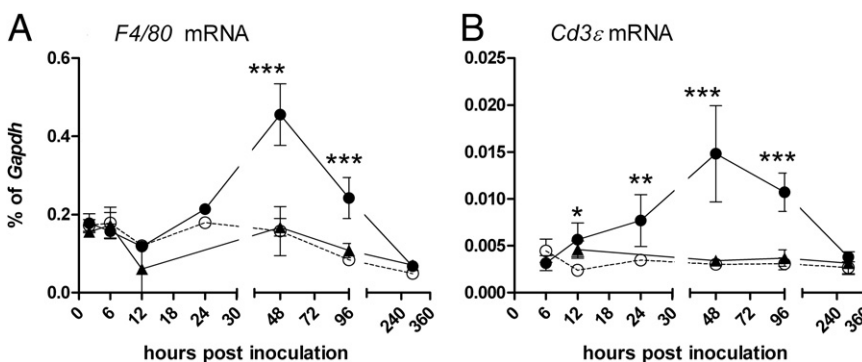 A
F4/80 mRNA
% of Gapdh
0.6
0.4
0.2
0.0
***
***
0 6 12 24 30 48 72 96 240 360
hours post inoculation
B
Cd3ε mRNA
0.025
0.020
0.015
0.010
0.005
0.000
*
**
***
***
0 6 12 24 30 48 72 96 240 360
hours post inoculation